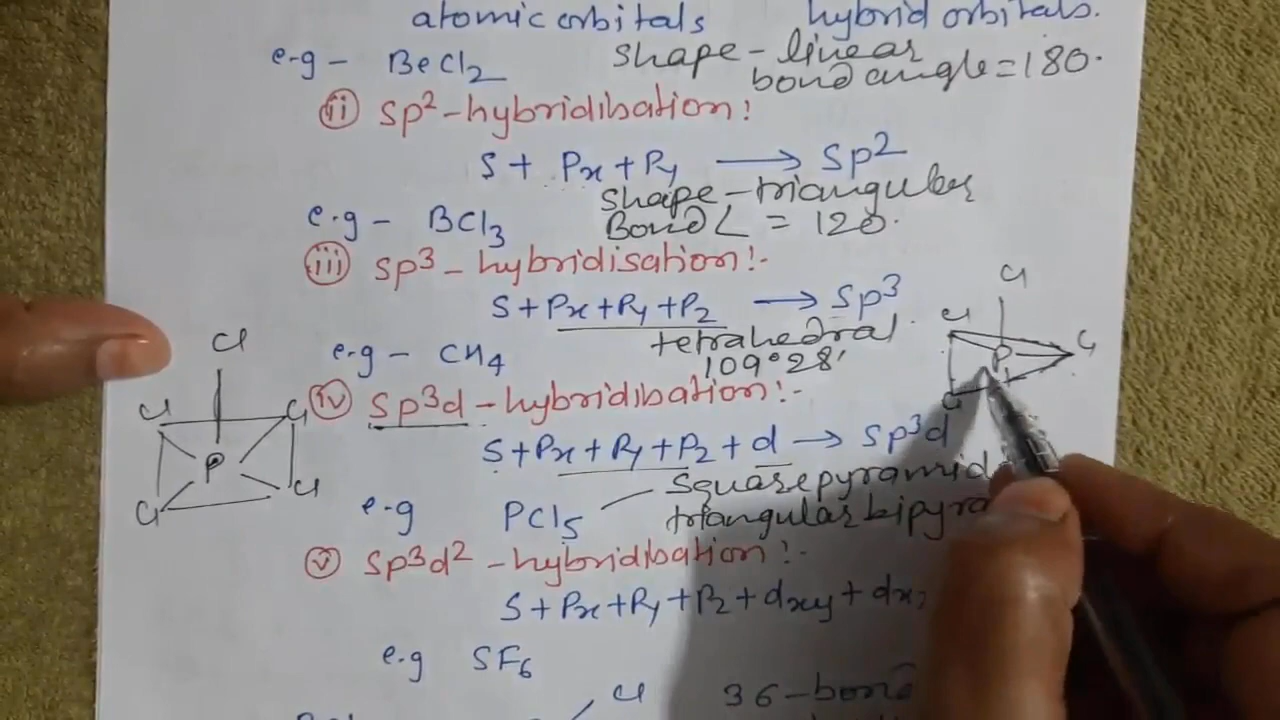 atomic orbitals hybrid orbitals.
e-g - BeCl2 shape - linear
bond angle = 180.
(ii) sp2 - hybridisation :
S + Px + Py → Sp2
shape - triangular
e.g - BCl3 Bond ∠ = 120.
(iii) sp3 - hybridisation :-
S + Px + Py + Pz → Sp3
tetrahedral
e.g - CH4 109°28'
(iv) Sp3d - hybridisation :-
S + Px + Py + Pz + d → Sp3d
Squarepyramid
e.g PCl5 triangular bipyra
(v) Sp3d2 - hybridisation :-
S + Px + Py + Pz + dxy + dx
e.g SF6
Cl 36 - bon
Cl
Cl Cl
P
Cl Cl
Cl
Cl Cl
P
Cl